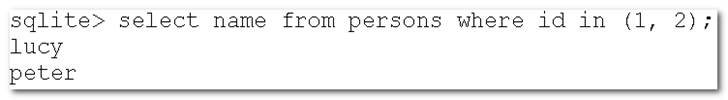 sqlite> select name from persons where id in (1, 2);
lucy
peter